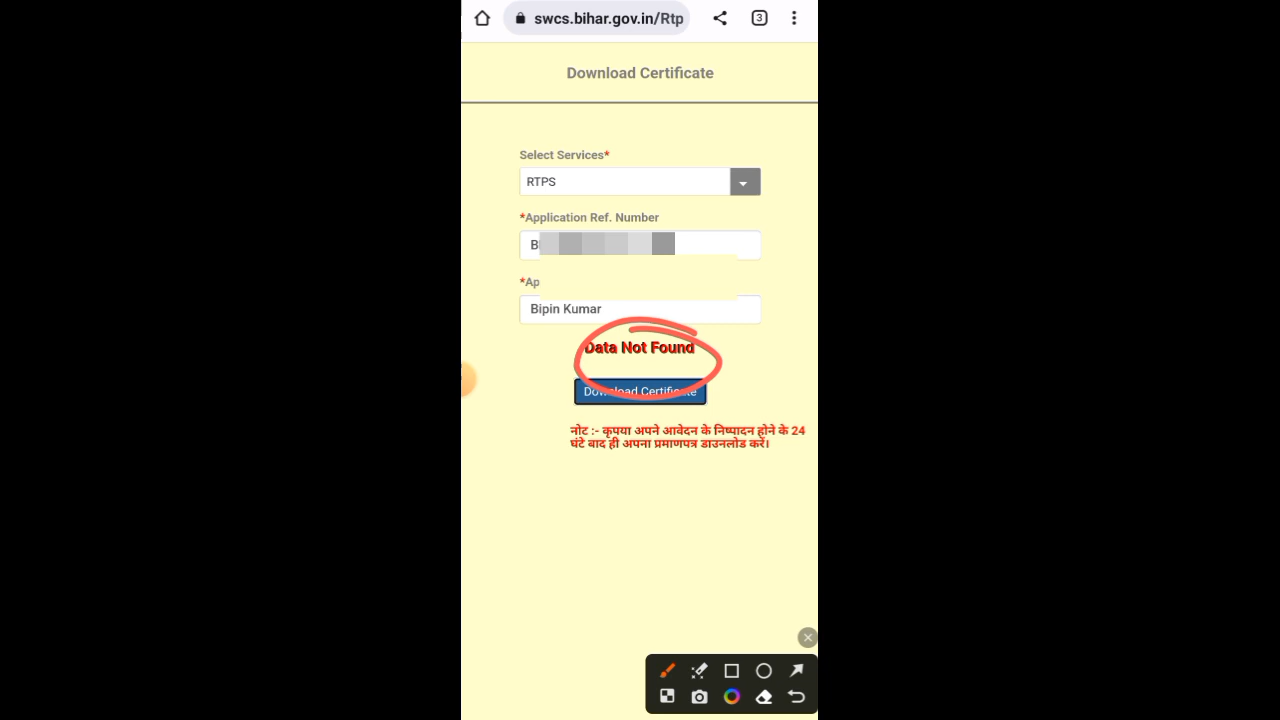 swcs.bihar.gov.in/Rtp
3
Download Certificate
Select Services*
RTPS
*Application Ref. Number
B
*Ap
Bipin Kumar
Data Not Found
Download Certificate
नोट :- कृपया अपने आवेदन के निष्पादन होने के 24
घंटे बाद ही अपना प्रमाणपत्र डाउनलोड करें।